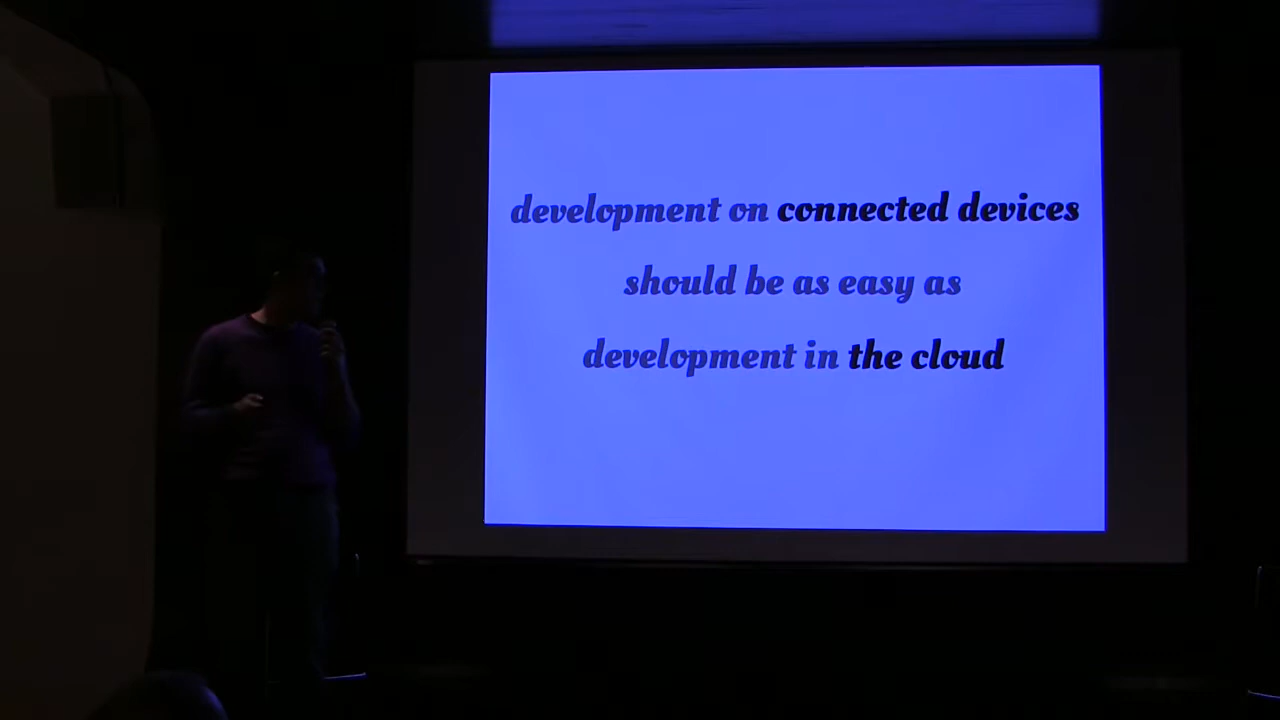 development on connected devices
should be as easy as
development in the cloud